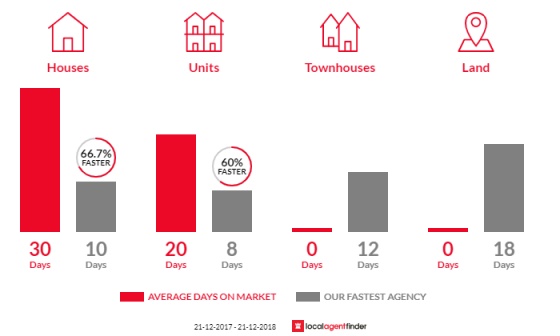 Houses Units Townhouses Land
66.7% FASTER
60% FASTER
30 Days 10 Days 20 Days 8 Days 0 Days 12 Days 0 Days 18 Days
AVERAGE DAYS ON MARKET OUR FASTEST AGENCY
21-12-2017 - 21-12-2018 localagentfinder